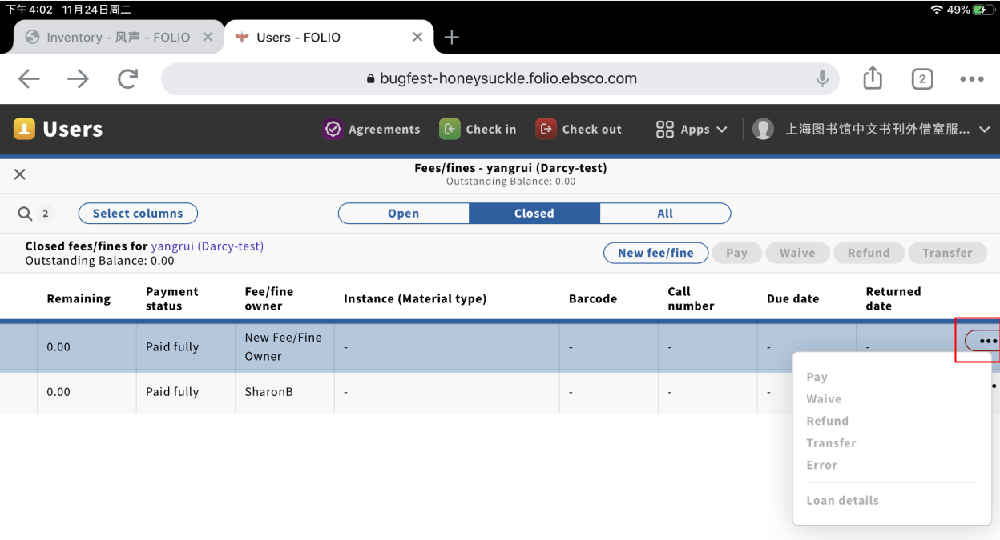 下午4:02 11月24日周二
49%
Inventory - 风声 - FOLIO
Users - FOLIO
bugfest-honeysuckle.folio.ebsco.com
2
Users
Agreements
Check in
Check out
Apps
上海图书馆中文书刊外借室服...
Fees/fines - yangrui (Darcy-test)
Outstanding Balance: 0.00
2
Select columns
Open
Closed
All
Closed fees/fines for yangrui (Darcy-test)
Outstanding Balance: 0.00
New fee/fine
Pay
Waive
Refund
Transfer
Remaining
Payment
status
Fee/fine
owner
Instance (Material type)
Barcode
Call
number
Due date
Returned
date
0.00
Paid fully
New Fee/Fine
Owner
-
-
-
-
-
0.00
Paid fully
SharonB
-
-
-
-
Pay
Waive
Refund
Transfer
Error
Loan details